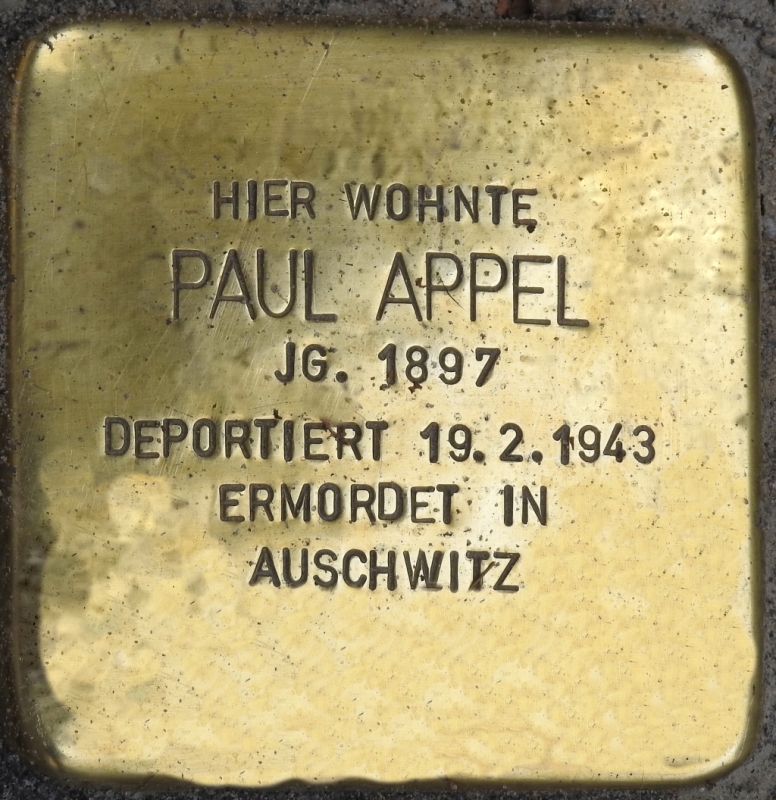 HIER WOHNTE
PAUL APPEL
JG. 1897
DEPORTIERT 19.2.1943
ERMORDET IN
AUSCHWITZ